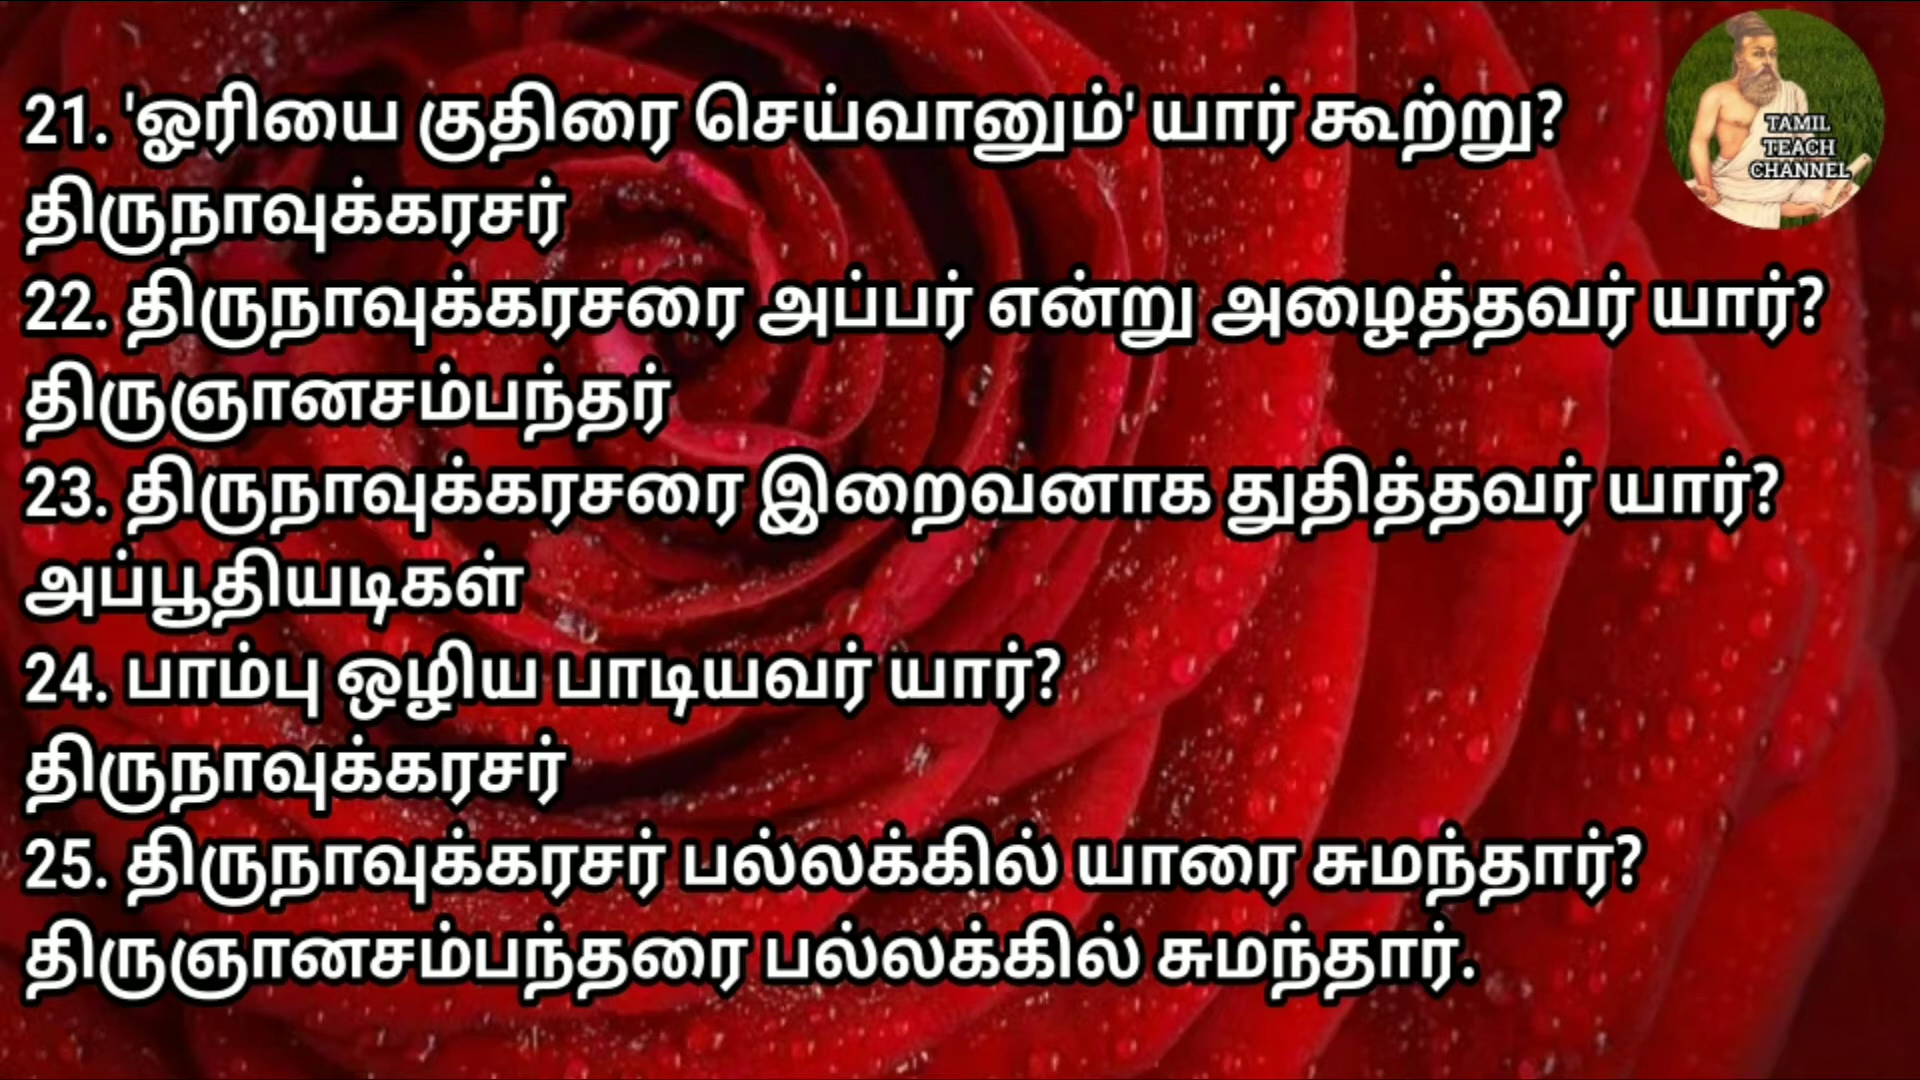 21. 'ஓரியை குதிரை செய்வானும்' யார் கூற்று?
திருநாவுக்கரசர்
22. திருநாவுக்கரசரை அப்பர் என்று அழைத்தவர் யார்?
திருஞானசம்பந்தர்
23. திருநாவுக்கரசரை இறைவனாக துதித்தவர் யார்?
அப்பூதியடிகள்
24. பாம்பு ஒழிய பாடியவர் யார்?
திருநாவுக்கரசர்
25. திருநாவுக்கரசர் பல்லக்கில் யாரை சுமந்தார்?
திருஞானசம்பந்தரை பல்லக்கில் சுமந்தார்.
TAMIL
TEACH
CHANNEL